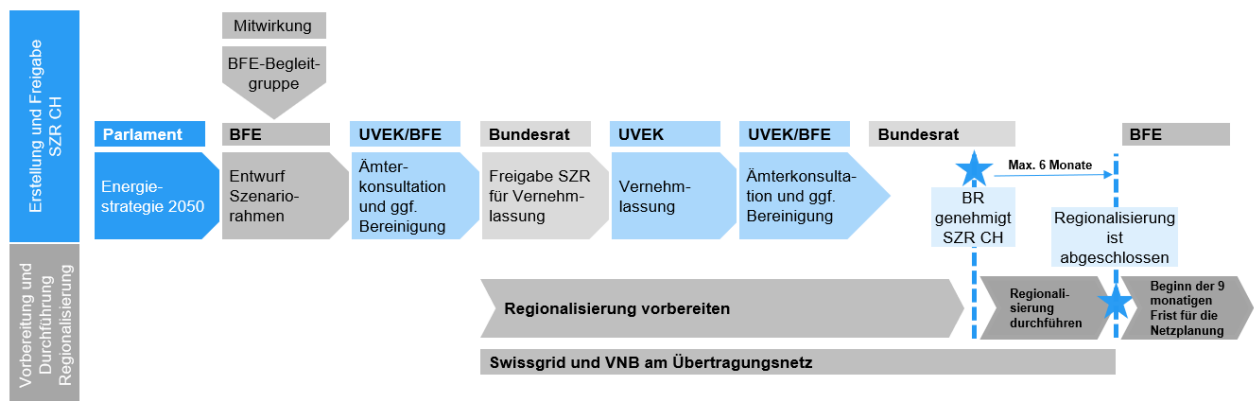 Erstellung und Freigabe
SZR CH
Mitwirkung
BFE-Begleit-
gruppe
Parlament
Energie-
strategie 2050
BFE
Entwurf
Szenario-
rahmen
UVEK/BFE
Ämter-
konsultation
und ggf.
Bereinigung
Bundesrat
Freigabe SZR
für Vernehm-
lassung
UVEK
Vernehm-
lassung
UVEK/BFE
Ämterkonsulta-
tion und ggf.
Bereinigung
Bundesrat
BR
genehmigt
SZR CH
Max. 6 Monate
BFE
Regionalisierung
ist
abgeschlossen
Vorbereitung und
Durchführung
Regionalisierung
Regionalisierung vorbereiten
Regionali-
sierung
durchführen
Beginn der 9
monatigen
Frist für die
Netzplanung
Swissgrid und VNB am Übertragungsnetz